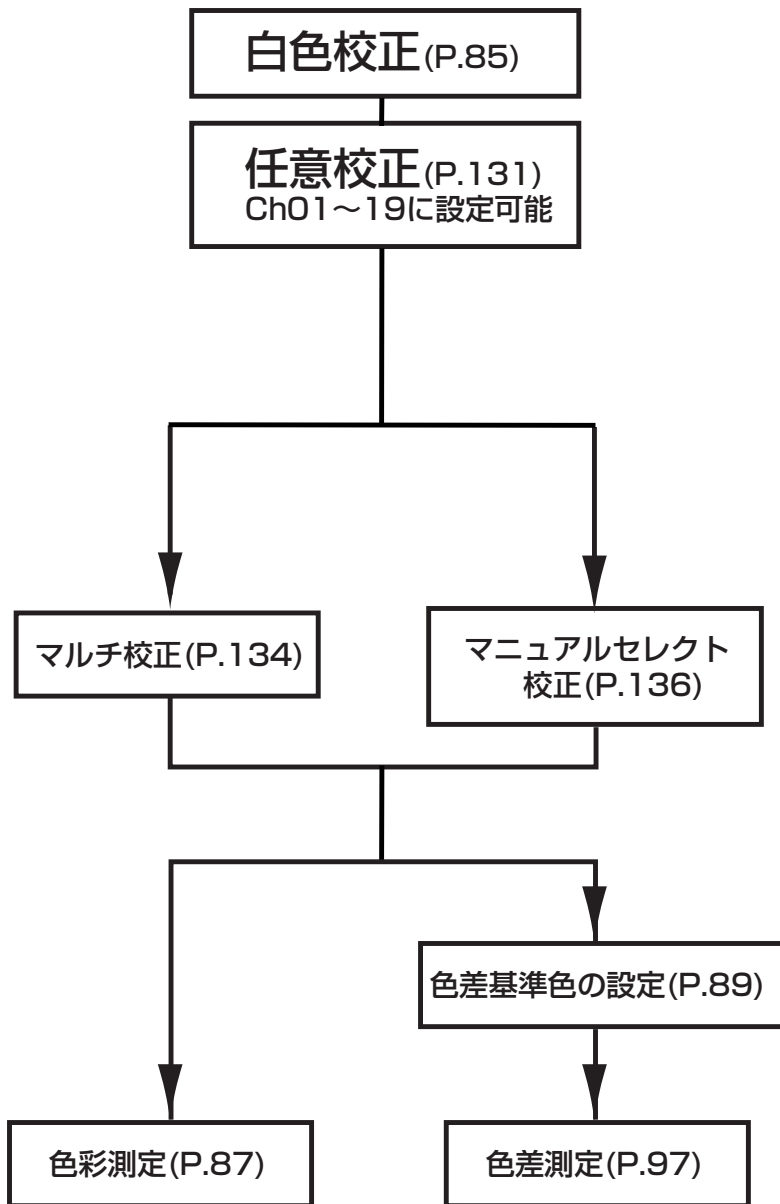 白色校正(P.85)
任意校正(P.131)
Ch01～19に設定可能
マルチ校正(P.134)
マニュアルセレクト
校正(P.136)
色差基準色の設定(P.89)
色彩測定(P.87)
色差測定(P.97)